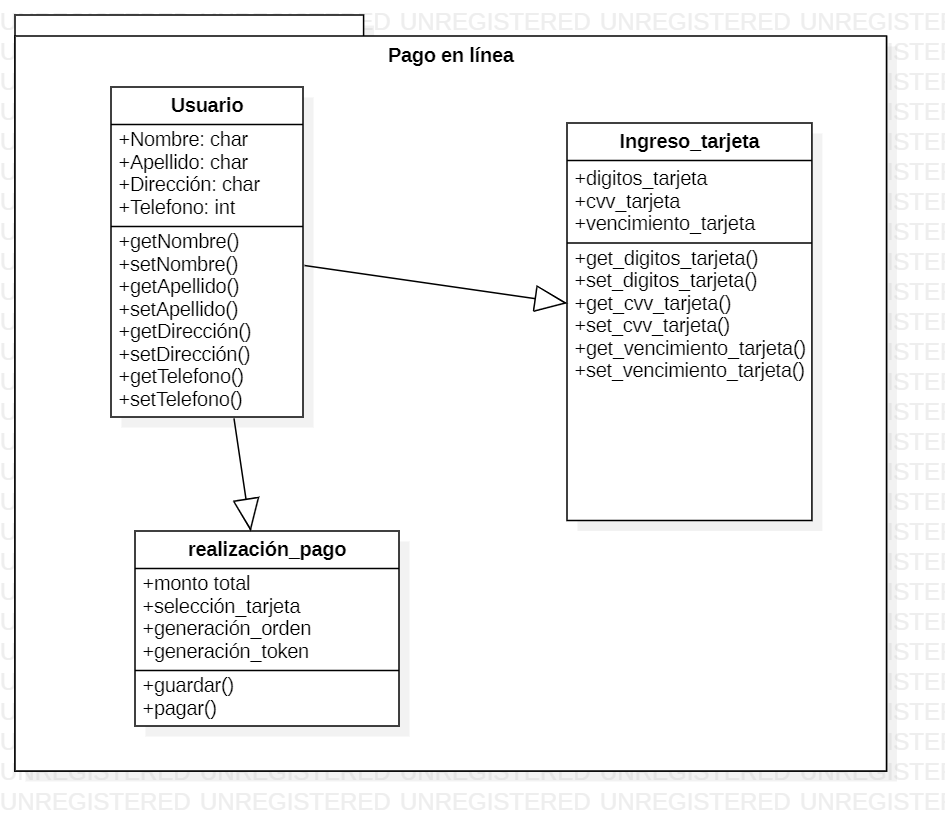 Pago en línea
Usuario
+Nombre: char
+Apellido: char
+Dirección: char
+Telefono: int
+getNombre()
+setNombre()
+getApellido()
+setApellido()
+getDirección()
+setDirección()
+getTelefono()
+setTelefono()
Ingreso_tarjeta
+digitos_tarjeta
+cvv_tarjeta
+vencimiento_tarjeta
+get_digitos_tarjeta()
+set_digitos_tarjeta()
+get_cvv_tarjeta()
+set_cvv_tarjeta()
+get_vencimiento_tarjeta()
+set_vencimiento_tarjeta()
realización_pago
+monto total
+selección_tarjeta
+generación_orden
+generación_token
+guardar()
+pagar()
UNREGISTERED UNREGISTERED UNREGISTERED UNREGISTERED UNREGISTEI